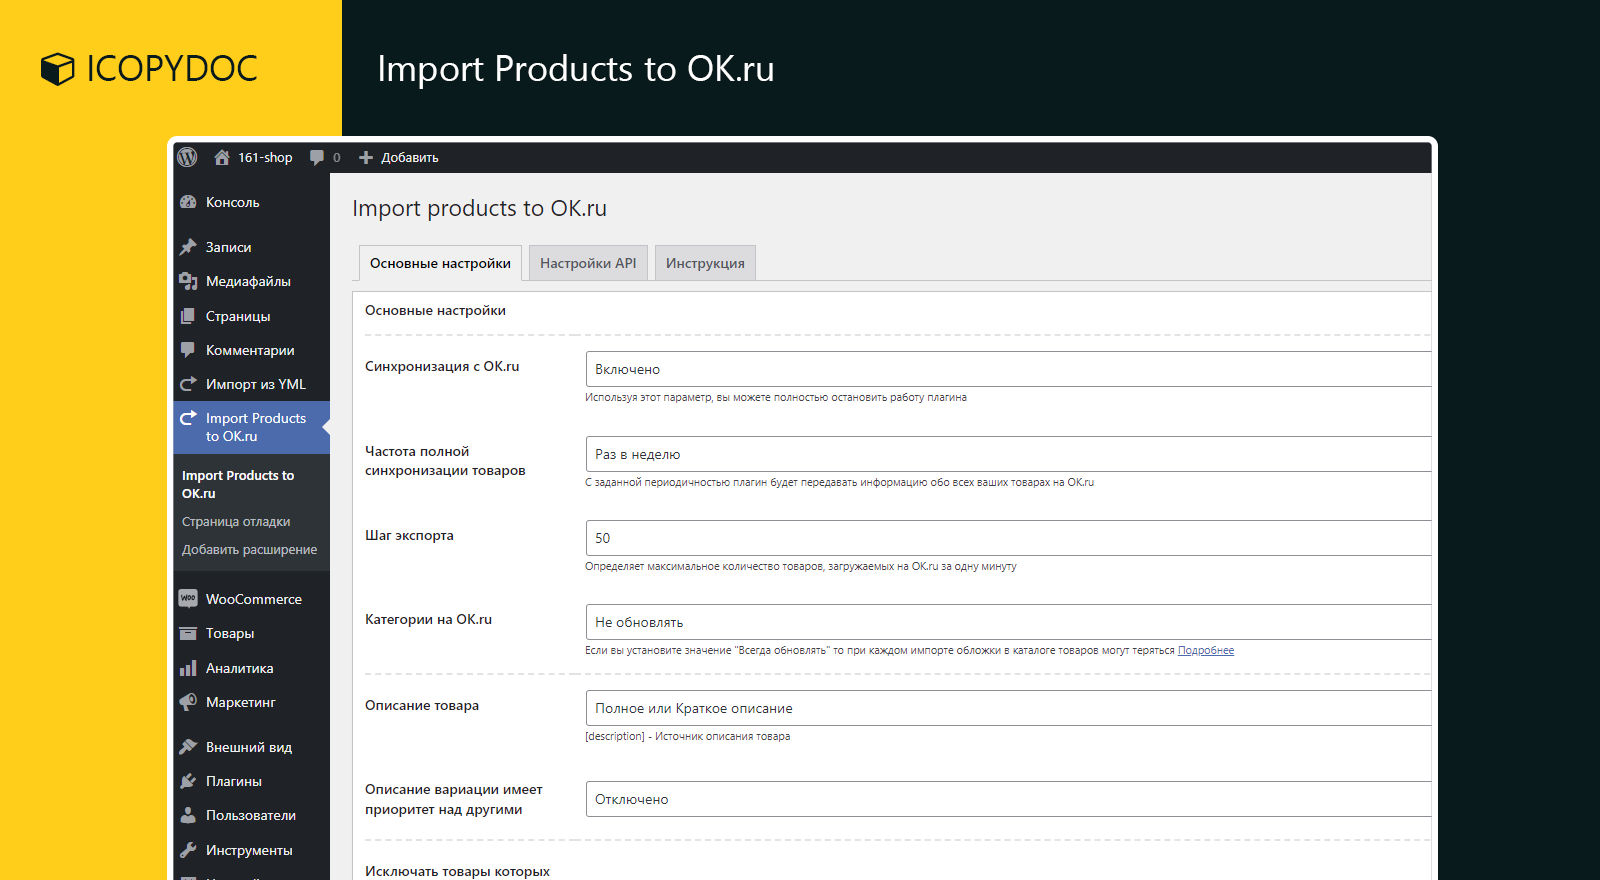 ICOPYDOC
Import Products to OK.ru
161-shop
0
Добавить
Консоль
Записи
Медиафайлы
Страницы
Комментарии
Импорт из YML
Import Products
to OK.ru
Import Products to
OK.ru
Страница отладки
Добавить расширение
WooCommerce
Товары
Аналитика
Маркетинг
Внешний вид
Плагины
Пользователи
Инструменты
Import products to OK.ru
Основные настройки
Настройки API
Инструкция
Основные настройки
Синхронизация с OK.ru
Включено
Используя этот параметр, вы можете полностью остановить работу плагина
Частота полной
синхронизации товаров
Раз в неделю
С заданной периодичностью плагин будет передавать информацию обо всех ваших товарах на OK.ru
Шаг экспорта
50
Определяет максимальное количество товаров, загружаемых на OK.ru за одну минуту
Категории на OK.ru
Не обновлять
Если вы установите значение "Всегда обновлять" то при каждом импорте обложки в каталоге товаров могут теряться Подробнее
Описание товара
Полное или Краткое описание
[description] - Источник описания товара
Описание вариации имеет
приоритет над другими
Отключено
Исключать товары которых